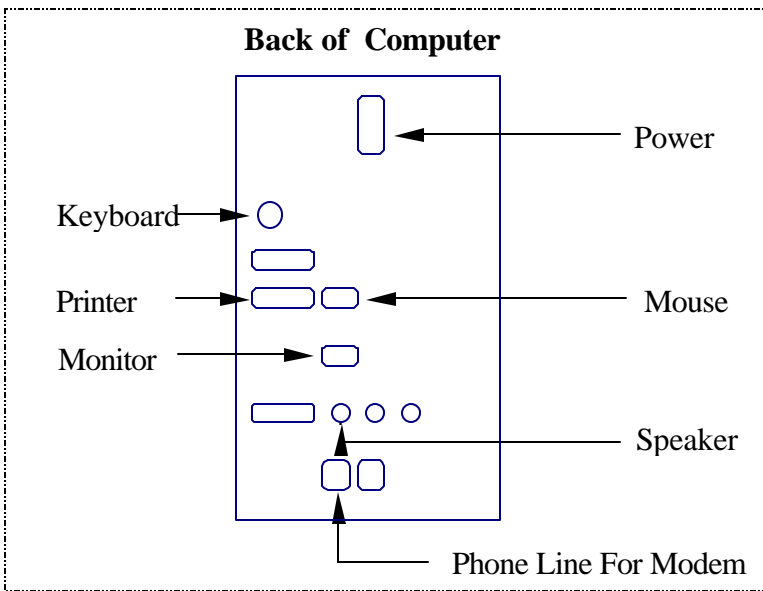 Back of Computer
Power
Keyboard
Printer
Mouse
Monitor
Speaker
Phone Line For Modem